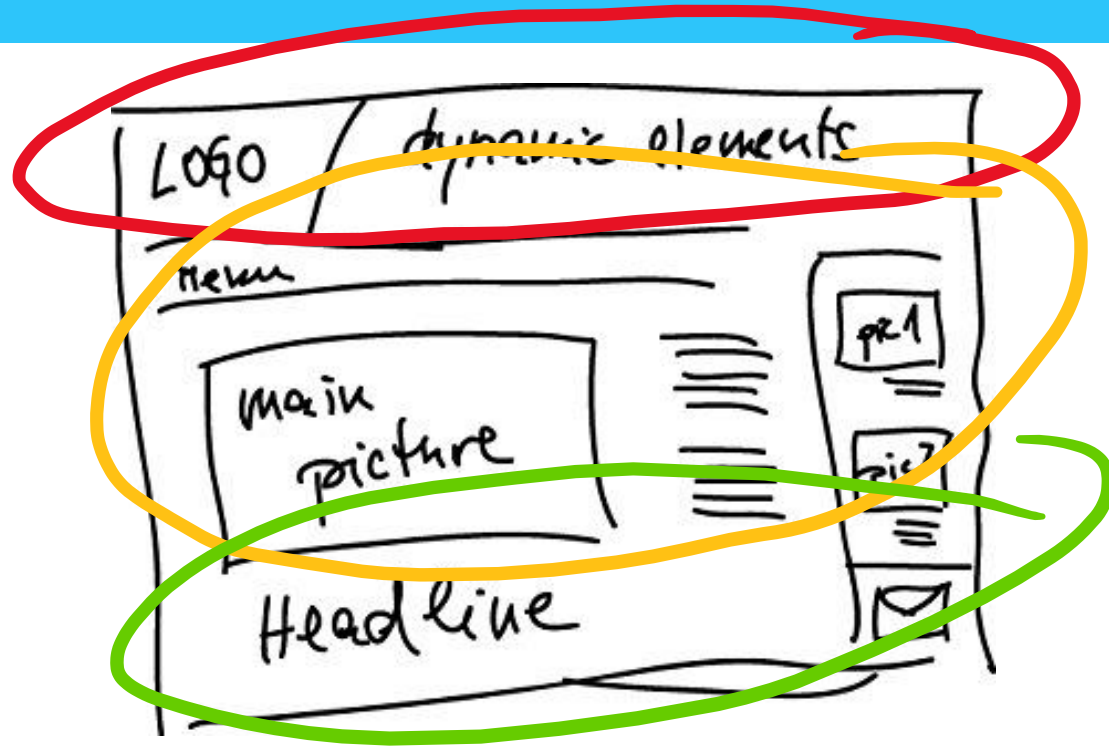 LOGO
dynamic elements
Menu
main
picture
pic1
pic2
Headline